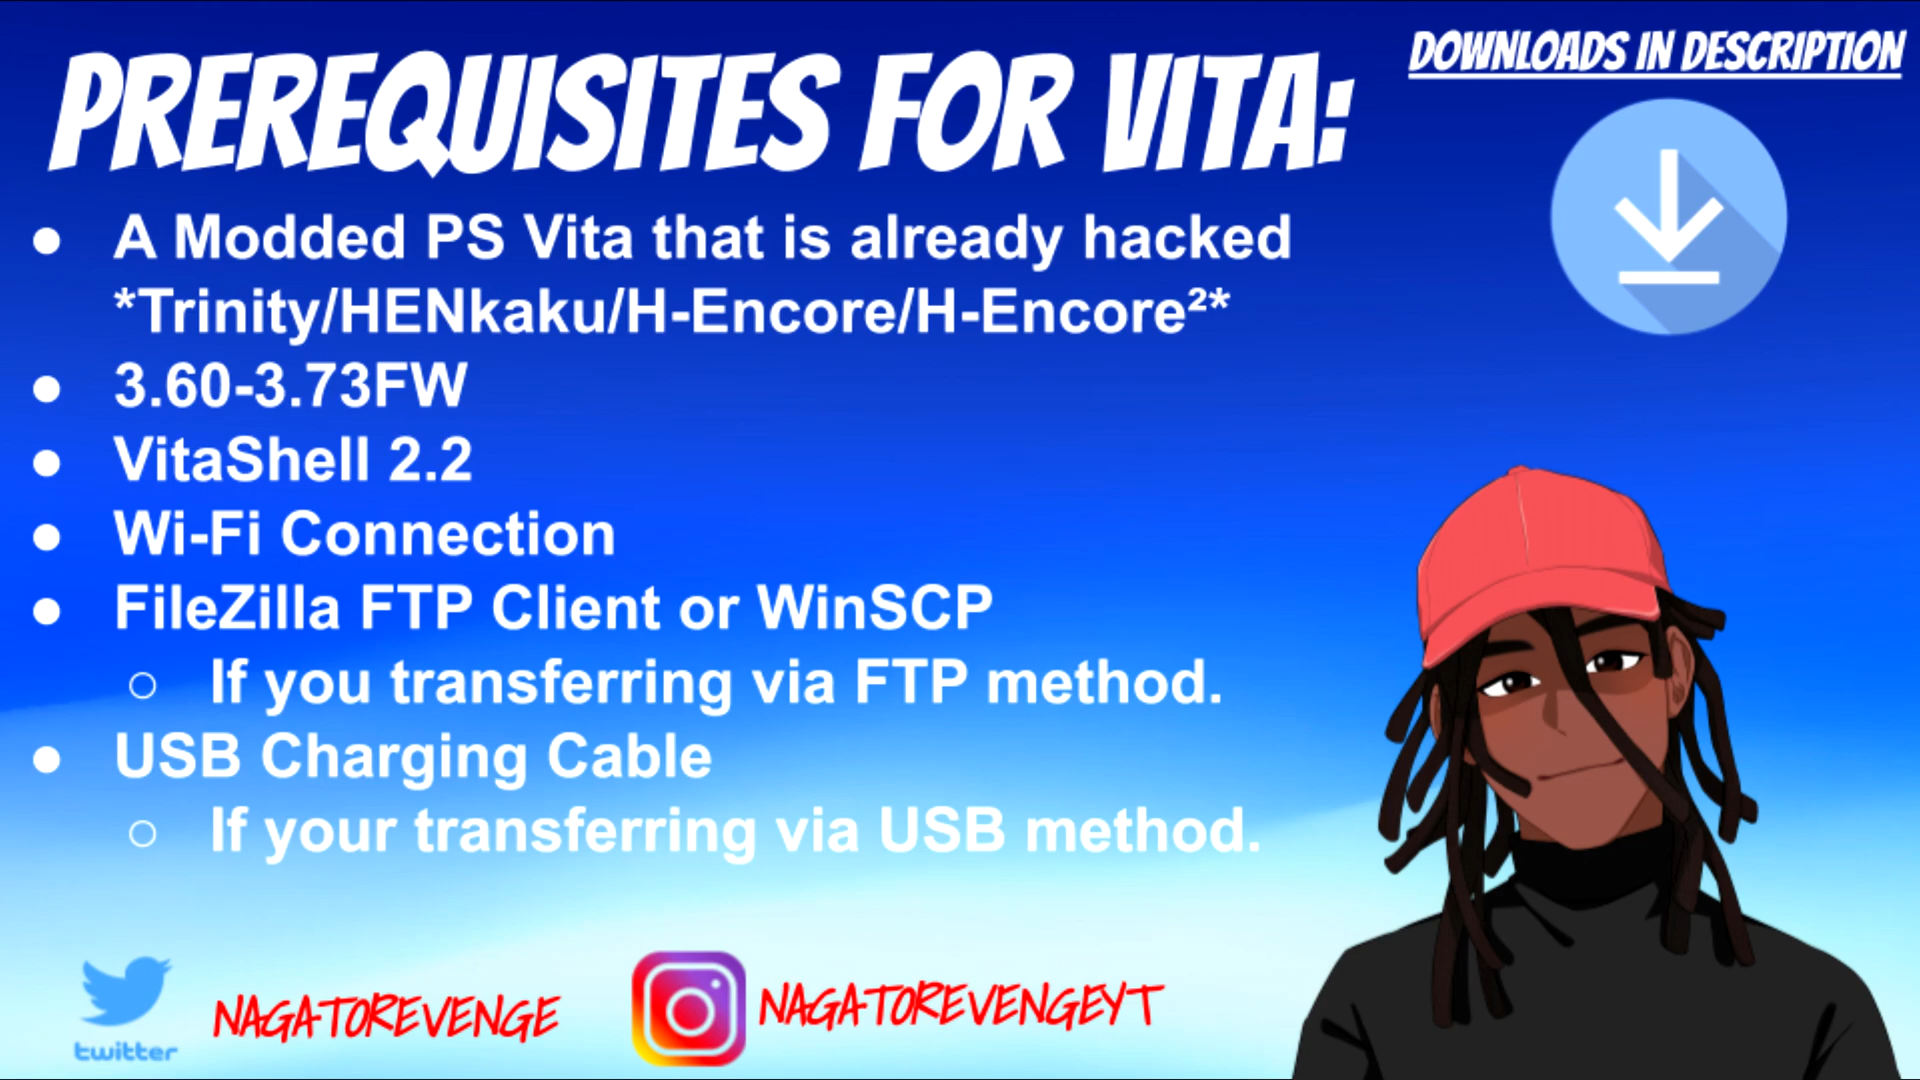 PREREQUISITES FOR VITA:
DOWNLOADS IN DESCRIPTION
● A Modded PS Vita that is already hacked
*Trinity/HENkaku/H-Encore/H-Encore²*
● 3.60-3.73FW
● VitaShell 2.2
● Wi-Fi Connection
● FileZilla FTP Client or WinSCP
○ If you transferring via FTP method.
● USB Charging Cable
○ If your transferring via USB method.
twitter
NAGATOREVENGE
NAGATOREVENGEYT